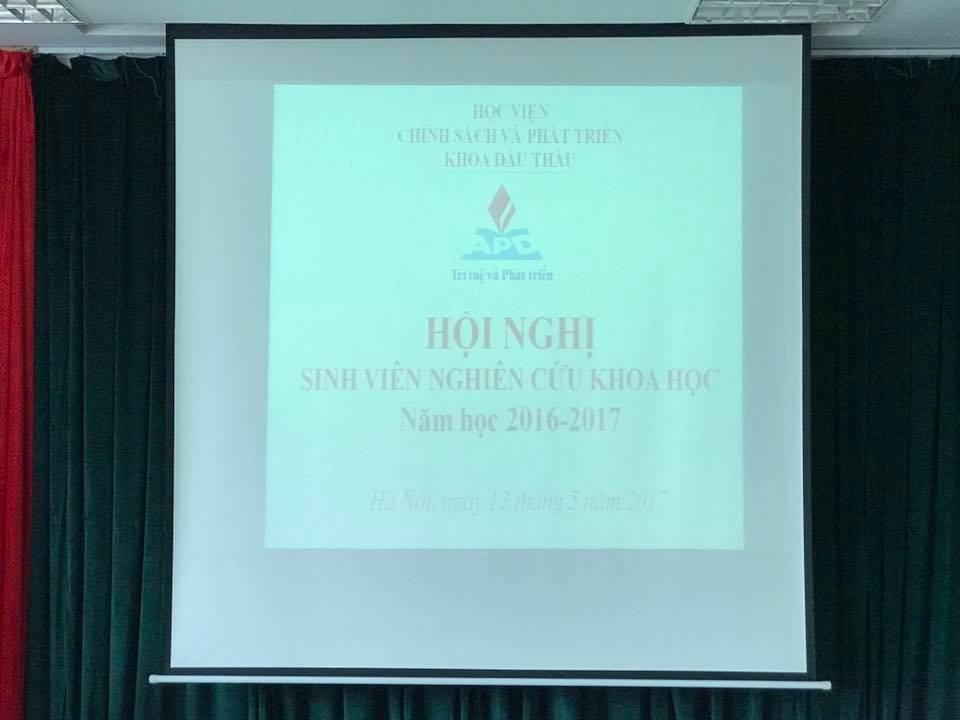 HỌC VIỆN
CHÍNH SÁCH VÀ PHÁT TRIỂN
KHOA ĐẤU THẦU
APD
Trí tuệ và Phát triển
HỘI NGHỊ
SINH VIÊN NGHIÊN CỨU KHOA HỌC
Năm học 2016-2017
Hà Nội, ngày 13 tháng 5 năm 2017